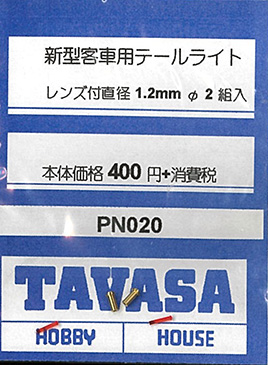 新型客車用テールライト
レンズ付直径1.2mm φ 2 組入
本体価格 400 円+消費税
PN020
TAVASA
HOBBY HOUSE